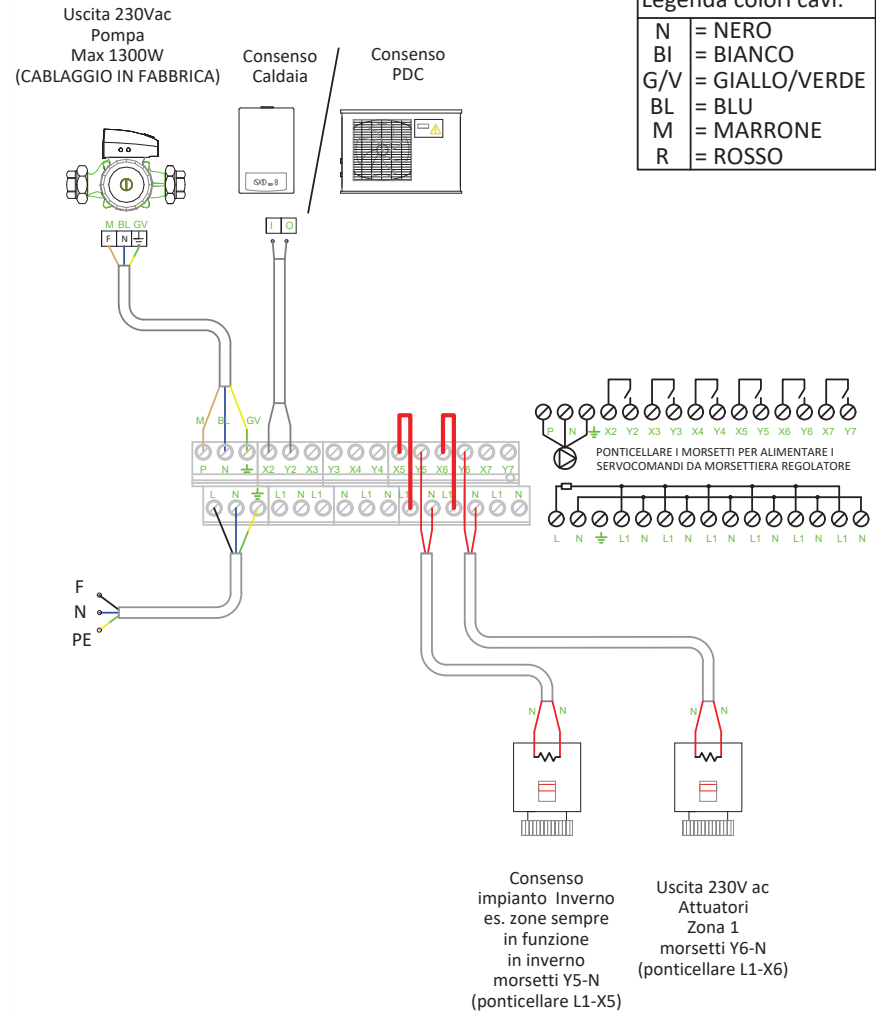 Uscita 230Vac
Pompa
Max 1300W
(CABLAGGIO IN FABBRICA)
Consenso
Caldaia
Consenso
PDC
Legenda colori cavi:
N = NERO
BI = BIANCO
G/V = GIALLO/VERDE
BL = BLU
M = MARRONE
R = ROSSO
M BL GV
F N
I O
M BL GV
P N X2 Y2 X3 Y3 X4 Y4 X5 Y5 X6 Y6 X7 Y7
L N L1 N L1 N L1 N L1 N L1 N L1 N
P N X2 Y2 X3 Y3 X4 Y4 X5 Y5 X6 Y6 X7 Y7
PONTICELLARE I MORSETTI PER ALIMENTARE I
SERVOCOMANDI DA MORSETTIERA REGOLATORE
L N L1 N L1 N L1 N L1 N L1 N L1 N
F
N
PE
N N
N N
Consenso
impianto Inverno
es. zone sempre
in funzione
in inverno
morsetti Y5-N
(ponticellare L1-X5)
Uscita 230V ac
Attuatori
Zona 1
morsetti Y6-N
(ponticellare L1-X6)